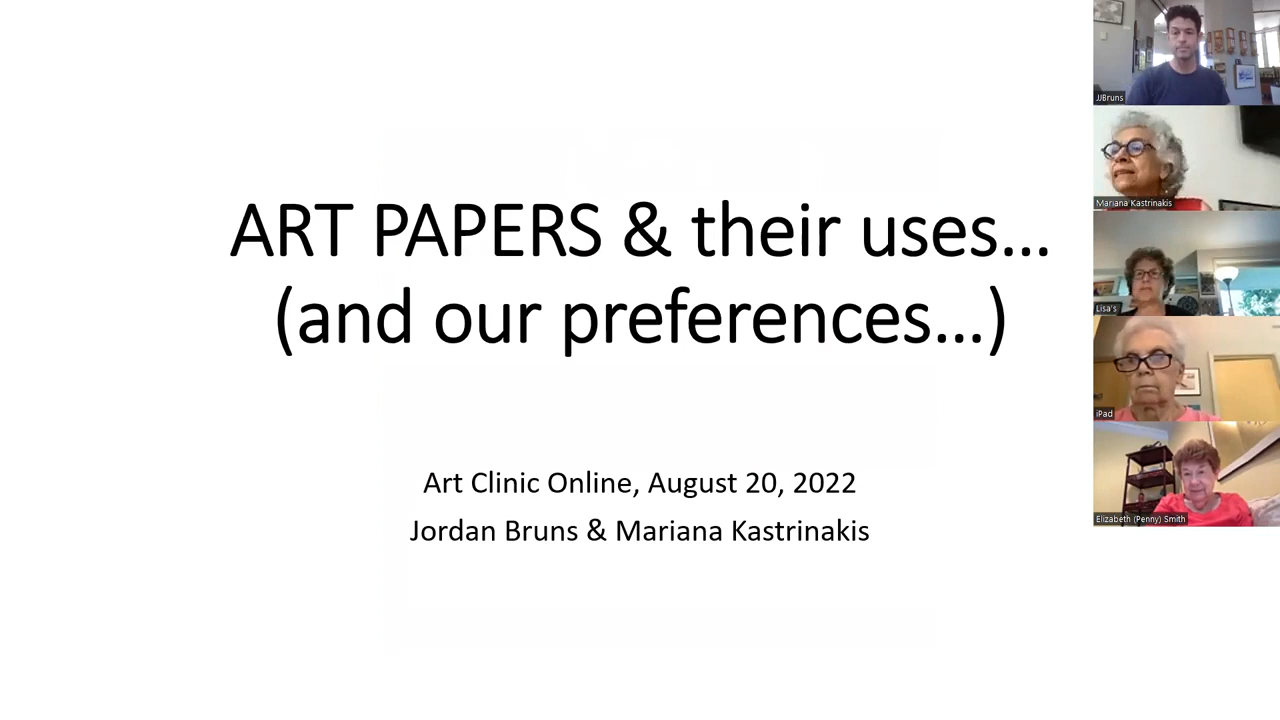 ART PAPERS & their uses…
(and our preferences…)
Art Clinic Online, August 20, 2022
Jordan Bruns & Mariana Kastrinakis
JJBruns
Mariana Kastrinakis
Lisa's
iPad
Elizabeth (Penny) Smith